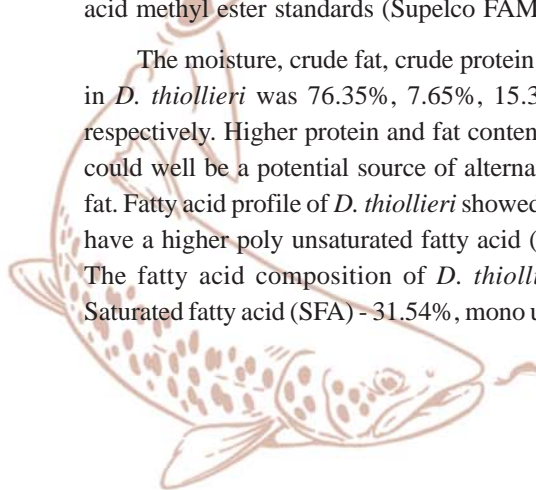 acid methyl ester standards (Supelco FAM
The moisture, crude fat, crude protein
in D. thiollieri was 76.35%, 7.65%, 15.3
respectively. Higher protein and fat conten
could well be a potential source of alterna
fat. Fatty acid profile of D. thiollieri showed
have a higher poly unsaturated fatty acid (
The fatty acid composition of D. thiolli
Saturated fatty acid (SFA) - 31.54%, mono u